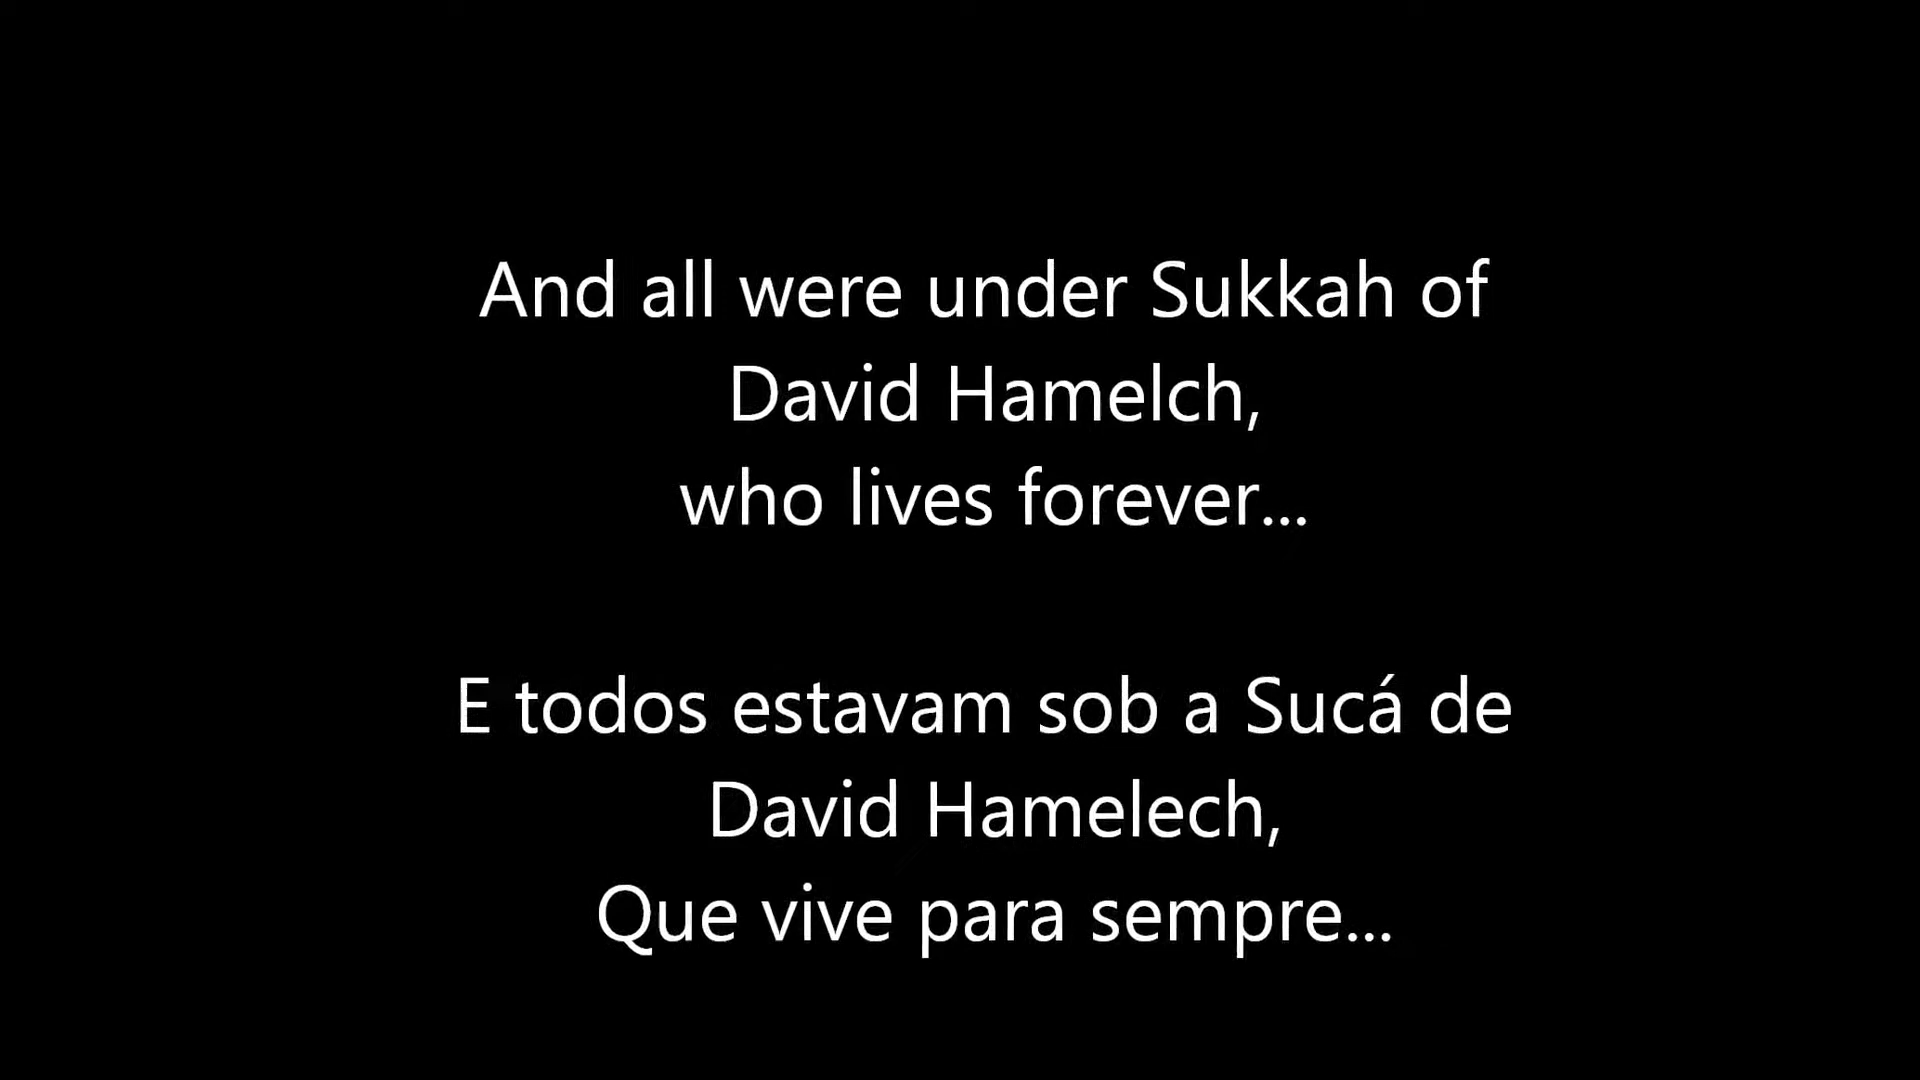 And all were under Sukkah of
David Hamelch,
who lives forever...
E todos estavam sob a Sucá de
David Hamelech,
Que vive para sempre...